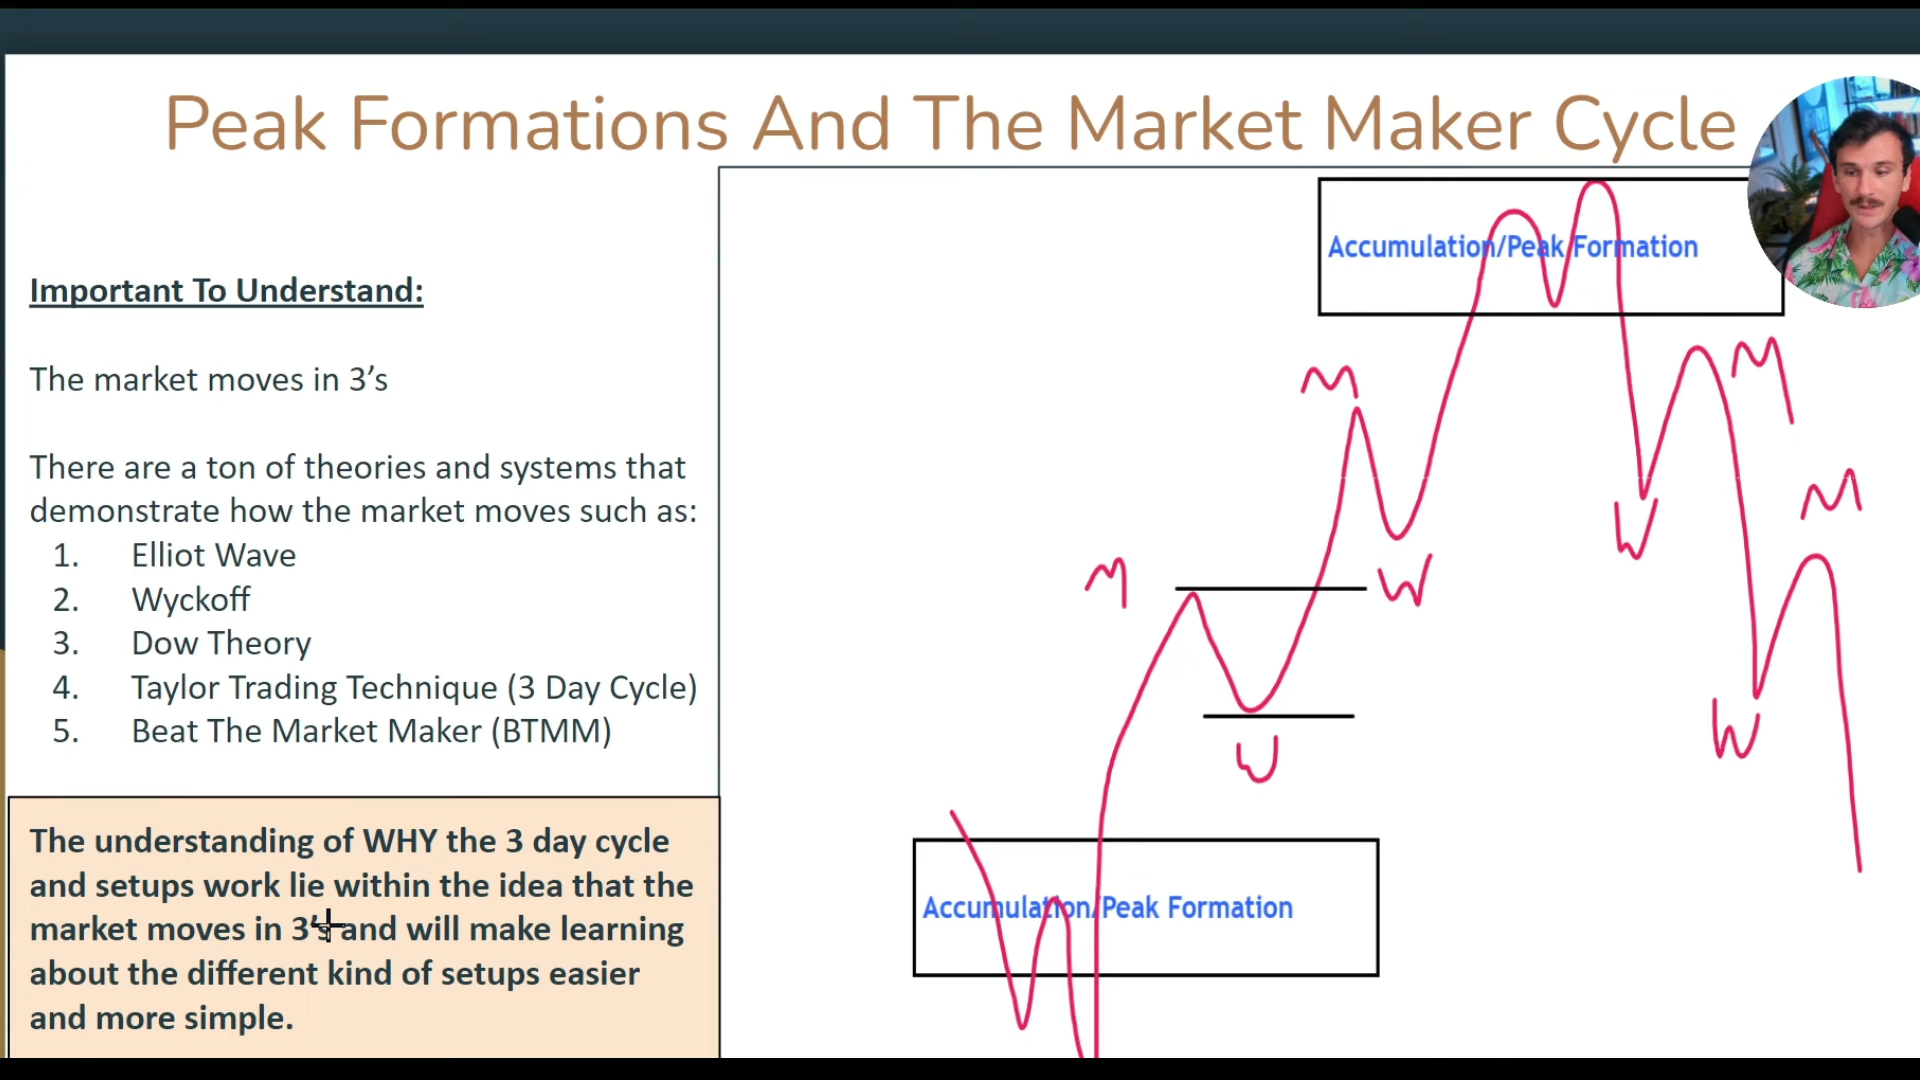 Peak Formations And The Market Maker Cycle
Important To Understand:
The market moves in 3’s
There are a ton of theories and systems that
demonstrate how the market moves such as:
1. Elliot Wave
2. Wyckoff
3. Dow Theory
4. Taylor Trading Technique (3 Day Cycle)
5. Beat The Market Maker (BTMM)
The understanding of WHY the 3 day cycle
and setups work lie within the idea that the
market moves in 3’s and will make learning
about the different kind of setups easier
and more simple.
Accumulation/Peak Formation
M
M
M
M
W
W
W
W
Accumulation/Peak Formation